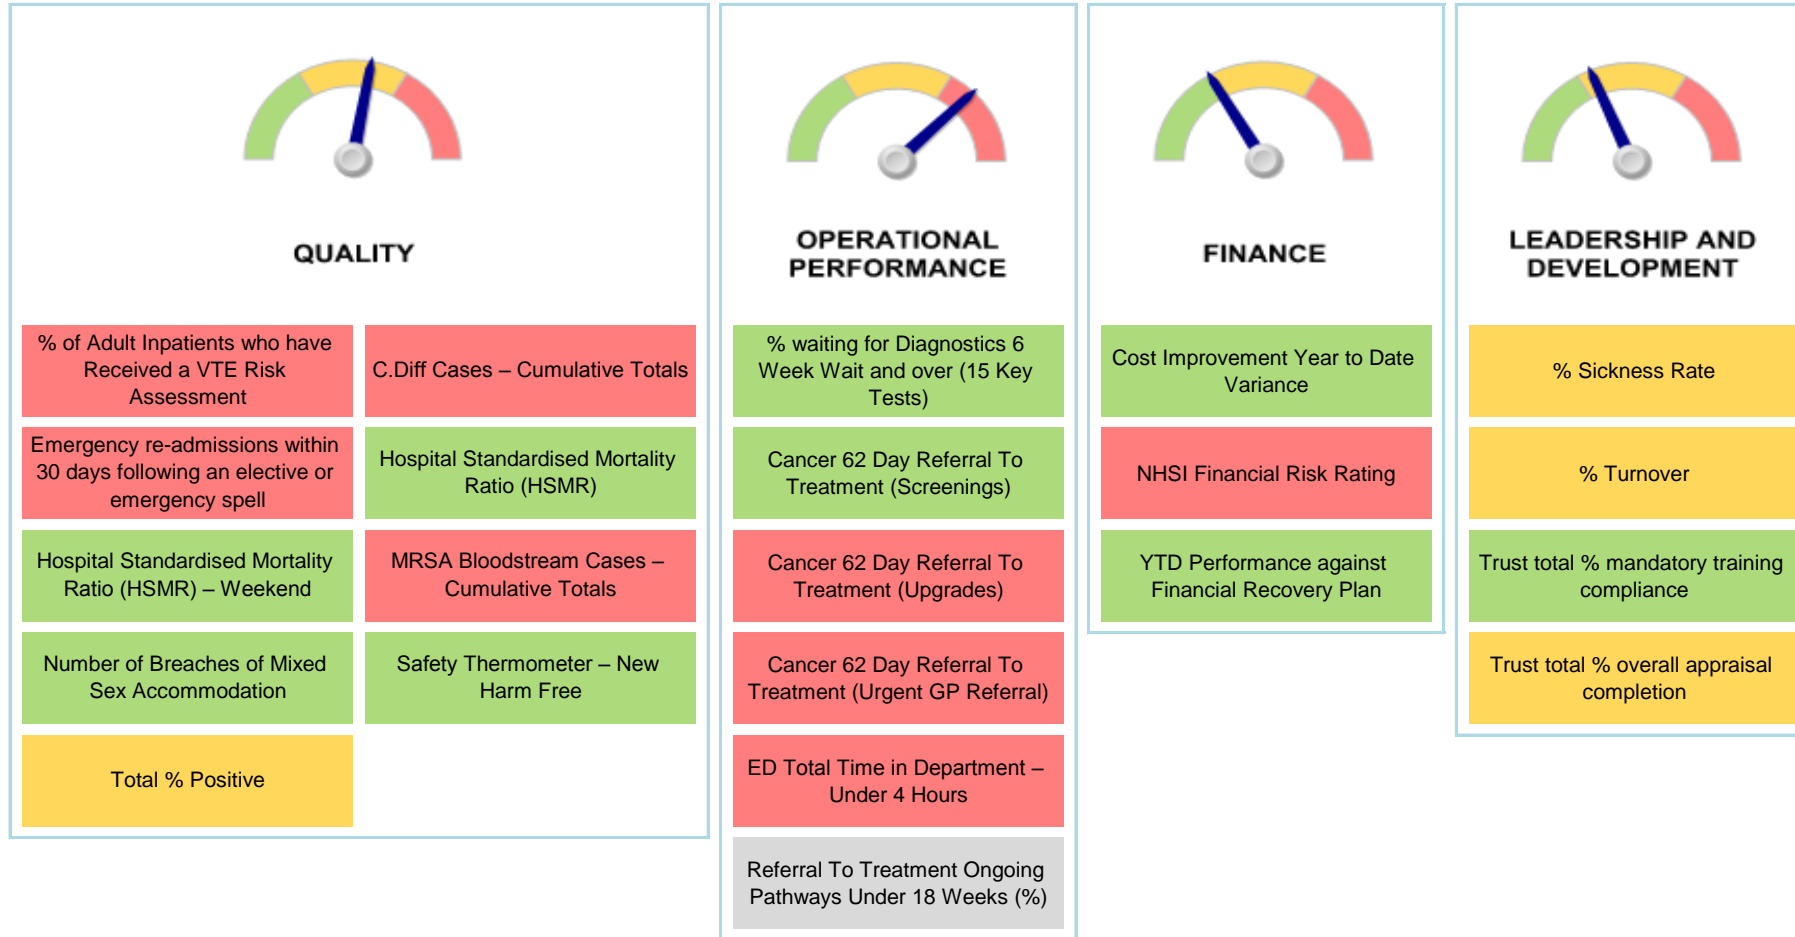 QUALITY
% of Adult Inpatients who have
Received a VTE Risk
Assessment
C.Diff Cases – Cumulative Totals
Emergency re-admissions within
30 days following an elective or
emergency spell
Hospital Standardised Mortality
Ratio (HSMR)
Hospital Standardised Mortality
Ratio (HSMR) – Weekend
MRSA Bloodstream Cases –
Cumulative Totals
Number of Breaches of Mixed
Sex Accommodation
Safety Thermometer – New
Harm Free
Total % Positive
OPERATIONAL
PERFORMANCE
% waiting for Diagnostics 6
Week Wait and over (15 Key
Tests)
Cancer 62 Day Referral To
Treatment (Screenings)
Cancer 62 Day Referral To
Treatment (Upgrades)
Cancer 62 Day Referral To
Treatment (Urgent GP Referral)
ED Total Time in Department –
Under 4 Hours
Referral To Treatment Ongoing
Pathways Under 18 Weeks (%)
FINANCE
Cost Improvement Year to Date
Variance
NHSI Financial Risk Rating
YTD Performance against
Financial Recovery Plan
LEADERSHIP AND
DEVELOPMENT
% Sickness Rate
% Turnover
Trust total % mandatory training
compliance
Trust total % overall appraisal
completion